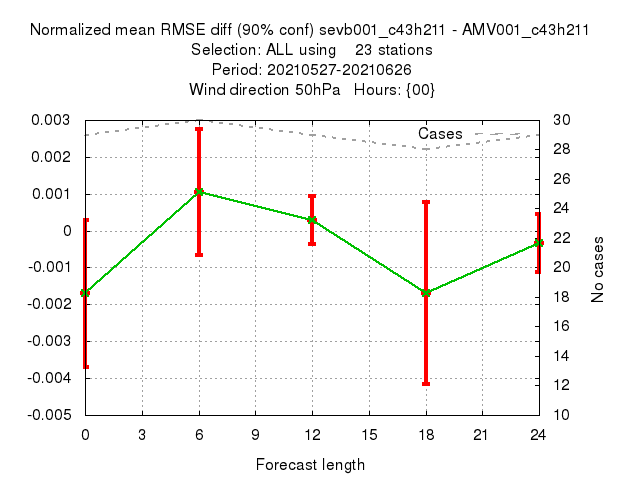 Normalized mean RMSE diff (90% conf) sevb001_c43h211 - AMV001_c43h211
Selection: ALL using    23 stations
Period: 20210527-20210626
Wind direction 50hPa   Hours: {00}
Cases
0.003
0.002
0.001
0
-0.001
-0.002
-0.003
-0.004
-0.005
30
28
26
24
22
20
18
16
14
12
10
No cases
0 3 6 9 12 15 18 21 24
Forecast length